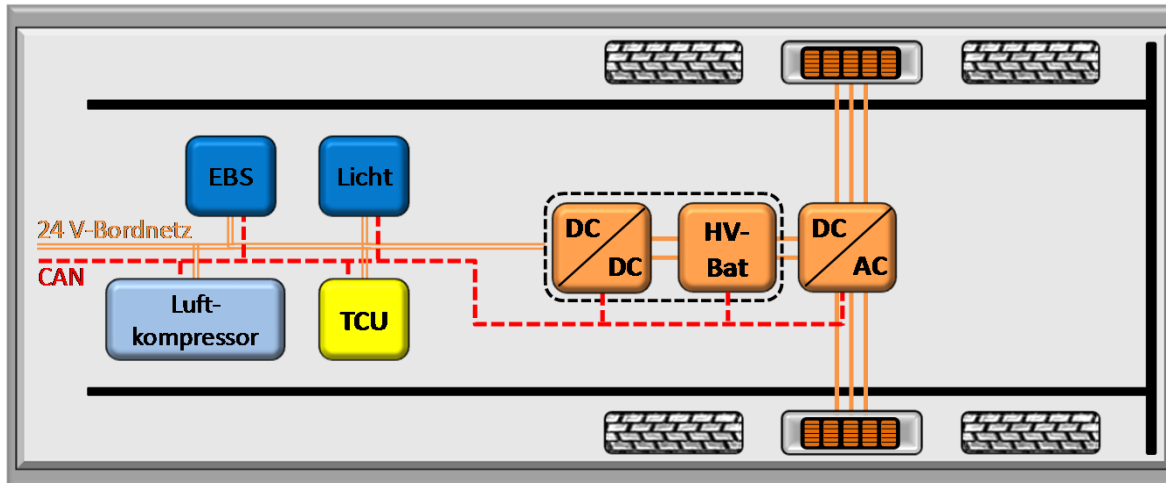 EBS
Licht
24 V-Bordnetz
CAN
Luft-
kompressor
TCU
DC
DC
HV-
Bat
DC
AC